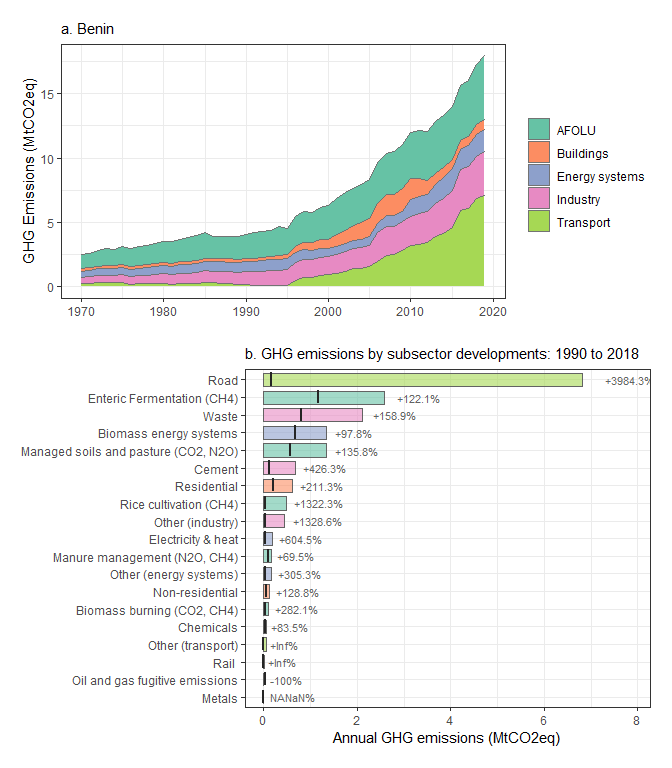 a. Benin
GHG Emissions (MtCO2eq)
15
10
5
0
1970
1980
1990
2000
2010
2020
AFOLU
Buildings
Energy systems
Industry
Transport
b. GHG emissions by subsector developments: 1990 to 2018
Road +3984.3%
Enteric Fermentation (CH4) +122.1%
Waste +158.9%
Biomass energy systems +97.8%
Managed soils and pasture (CO2, N2O) +135.8%
Cement +426.3%
Residential +211.3%
Rice cultivation (CH4) +1322.3%
Other (industry) +1328.6%
Electricity & heat +604.5%
Manure management (N2O, CH4) +69.5%
Other (energy systems) +305.3%
Non-residential +128.8%
Biomass burning (CO2, CH4) +282.1%
Chemicals +83.5%
Other (transport) +Inf%
Rail +Inf%
Oil and gas fugitive emissions -100%
Metals NANaN%
0
2
4
6
8
Annual GHG emissions (MtCO2eq)